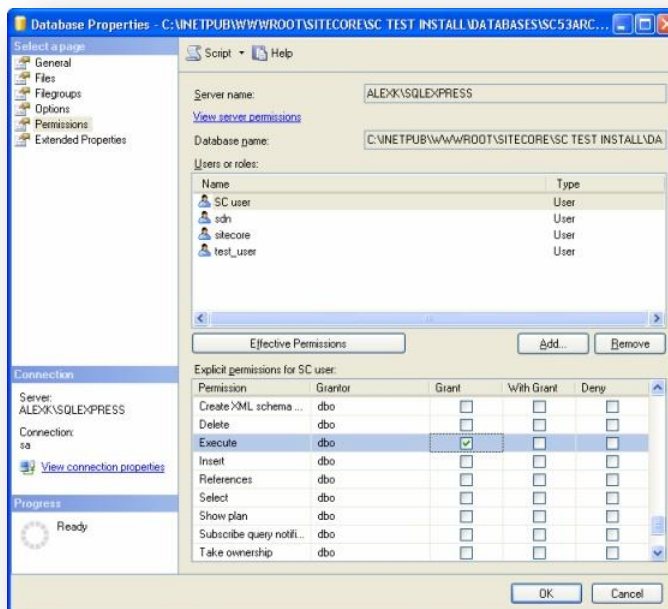 Database Properties - C:\INETPUB\WWWROOT\SITECORE\SC TEST INSTALL\DATABASES\SC53ARC...
Select a page
General
Files
Filegroups
Options
Permissions
Extended Properties
Script Help
Server name: ALEXK\SQLEXPRESS
View server permissions
Database name: C:\INETPUB\WWWROOT\SITECORE\SC TEST INSTALL\DA
Users or roles:
Name Type
SC user User
sdn User
sitecore User
test_user User
Effective Permissions Add... Remove
Explicit permissions for SC user:
Permission Grantor Grant With Grant Deny
Create XML schema ... dbo
Delete dbo
Execute dbo
Insert dbo
References dbo
Select dbo
Show plan dbo
Subscribe query notifi... dbo
Take ownership dbo
Connection
Server:
ALEXK\SQLEXPRESS
Connection:
sa
View connection properties
Progress
Ready
OK Cancel